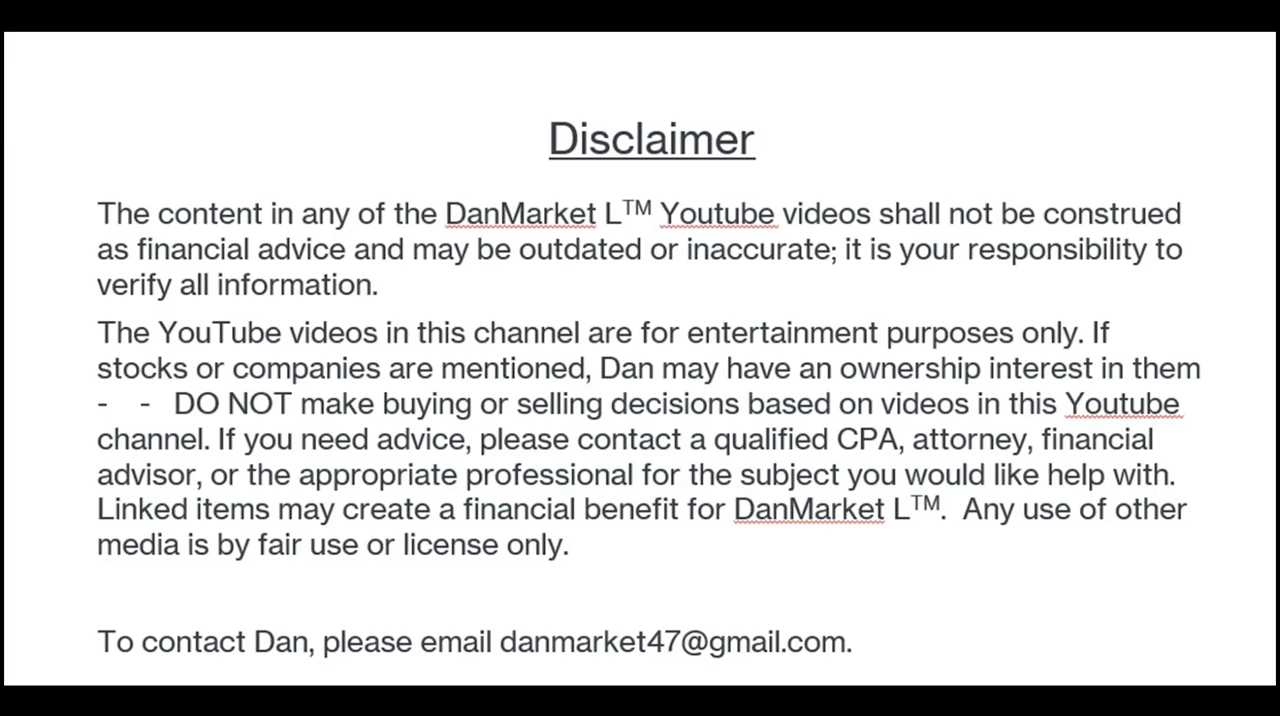 Disclaimer
The content in any of the DanMarket L™ Youtube videos shall not be construed
as financial advice and may be outdated or inaccurate; it is your responsibility to
verify all information.
The YouTube videos in this channel are for entertainment purposes only. If
stocks or companies are mentioned, Dan may have an ownership interest in them
- - DO NOT make buying or selling decisions based on videos in this Youtube
channel. If you need advice, please contact a qualified CPA, attorney, financial
advisor, or the appropriate professional for the subject you would like help with.
Linked items may create a financial benefit for DanMarket L™. Any use of other
media is by fair use or license only.
To contact Dan, please email danmarket47@gmail.com.